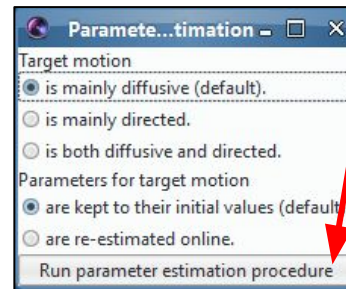 Paramete...timation
Target motion
is mainly diffusive (default).
is mainly directed.
is both diffusive and directed.
Parameters for target motion
are kept to their initial values (default
are re-estimated online.
Run parameter estimation procedure